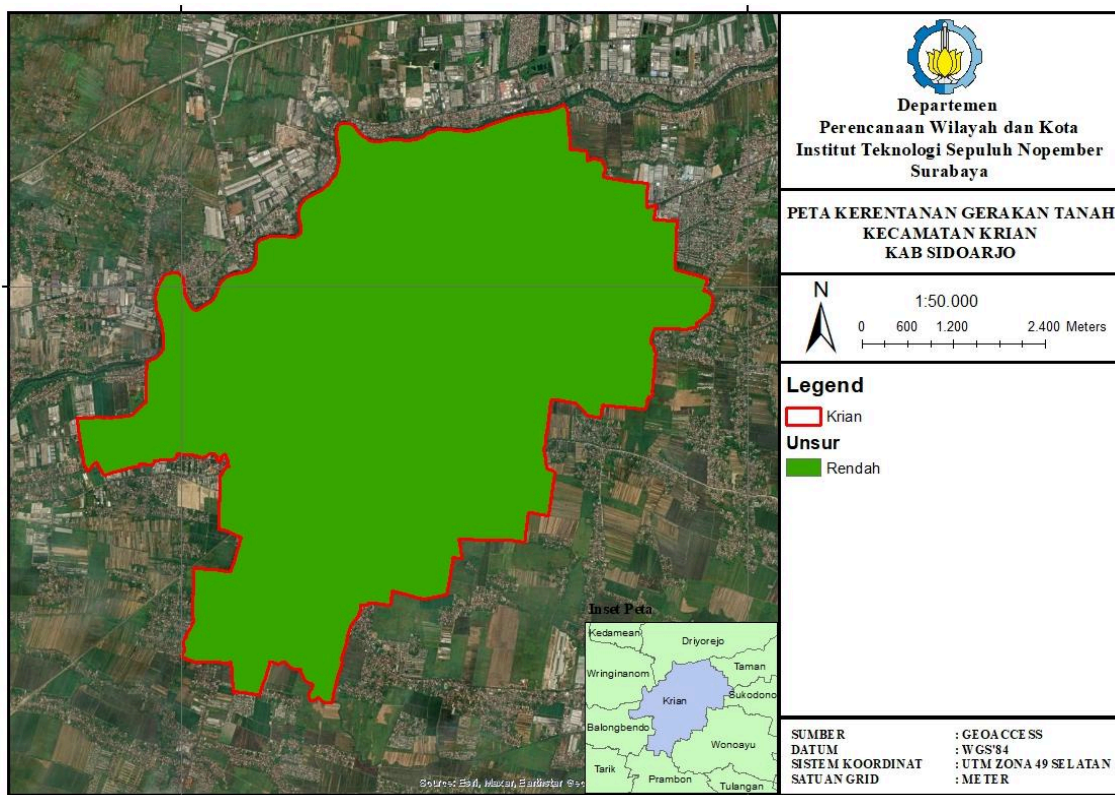 Departemen
Perencanaan Wilayah dan Kota
Institut Teknologi Sepuluh Nopember
Surabaya
PETA KERENTANAN GERAKAN TANAH
KECAMATAN KRIAN
KAB SIDOARJO
N
1:50.000
0 600 1.200 2.400 Meters
Legend
Krian
Unsur
Rendah
Inset Peta
Kedamean
Driyorejo
Wringinanom
Taman
Krian
Sukodono
Balongbendo
Wonoayu
Tarik
Prambon
Tulangan
Source: Esri, Maxar, Earthstar Geo
SUMBER : GEOACCESS
DATUM : WGS'84
SISTEM KOORDINAT : UTM ZONA 49 SELATAN
SATUAN GRID : METER